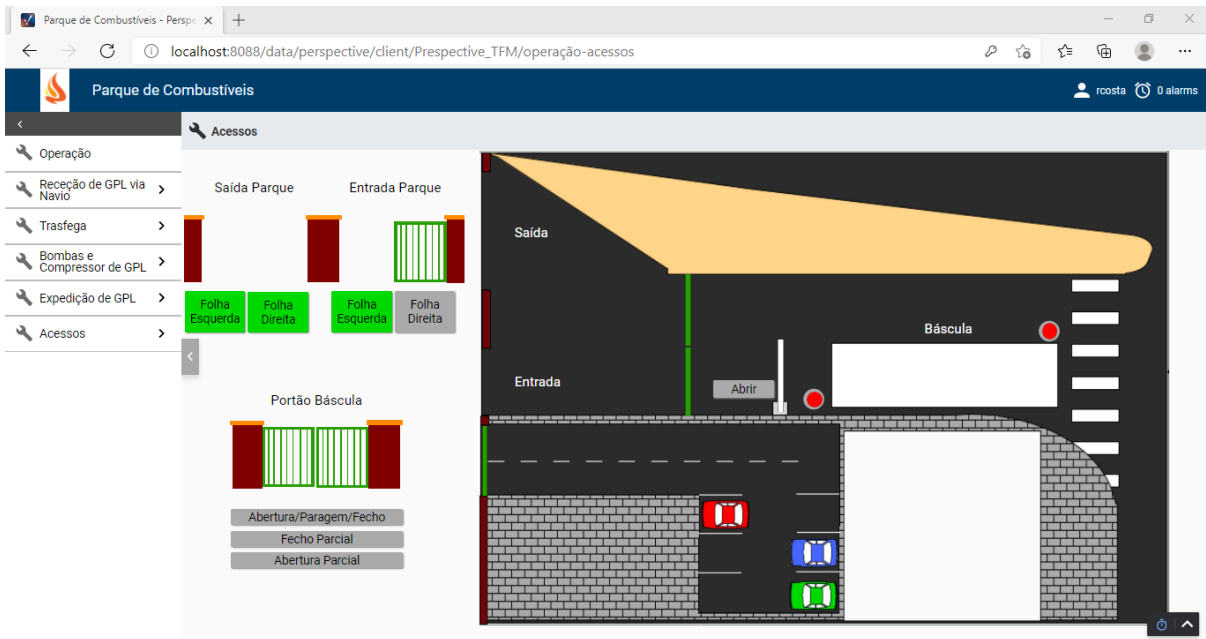 Parque de Combustíveis - Perspe
localhost:8088/data/perspective/client/Prespective_TFM/operação-acessos
Parque de Combustíveis
rcosta
0 alarms
Acessos
Operação
Receção de GPL via
Navio
Trasfega
Bombas e
Compressor de GPL
Expedição de GPL
Acessos
Saída Parque
Entrada Parque
Folha
Esquerda
Folha
Direita
Folha
Esquerda
Folha
Direita
Portão Báscula
Abertura/Paragem/Fecho
Fecho Parcial
Abertura Parcial
Saída
Báscula
Entrada
Abrir